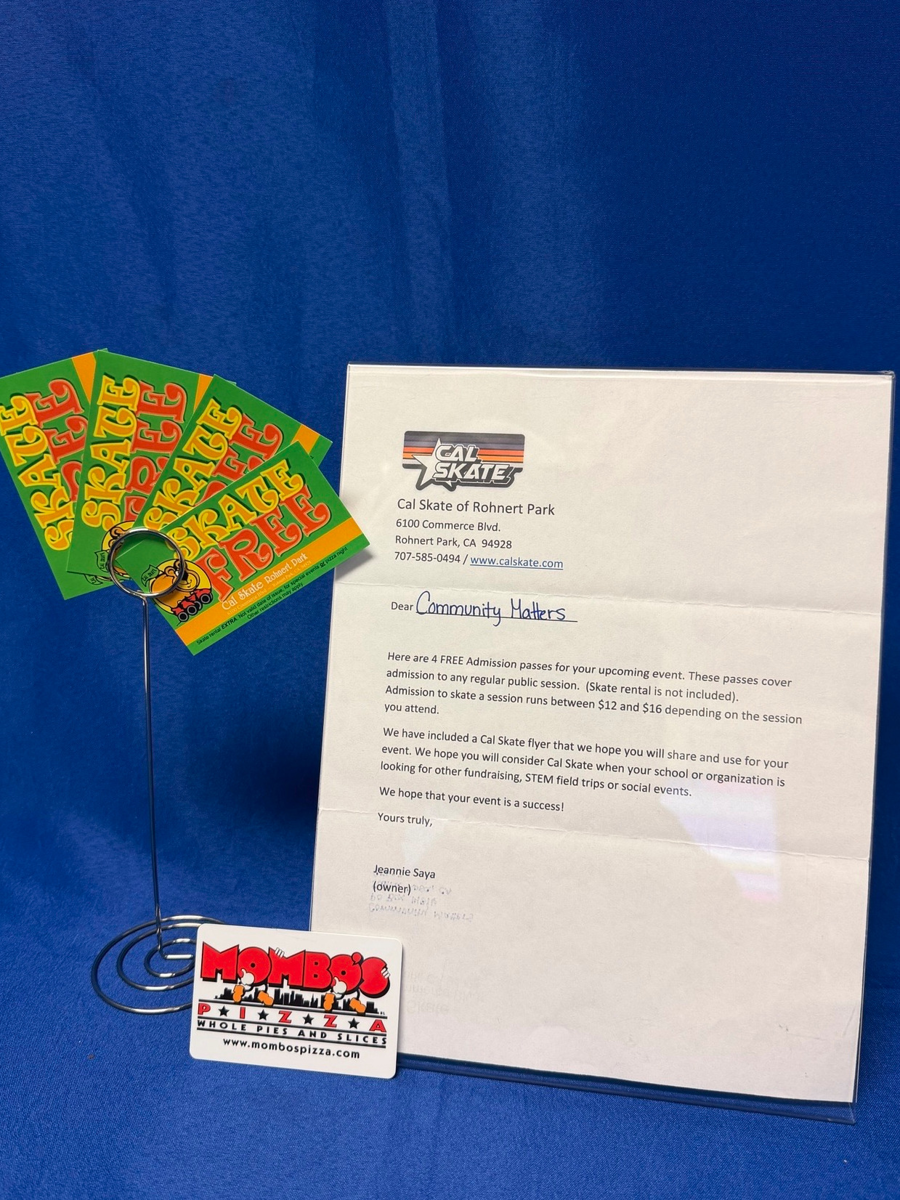 SKATE
FREE
SKATE
FREE
SKATE
FREE
SKATE
FREE
Cal Skate Rohnert Park
Skate rental EXTRA.
CAL
SKATE
Cal Skate of Rohnert Park
6100 Commerce Blvd.
Rohnert Park, CA 94928
707-585-0494 / www.calskate.com
Dear Community Matters
Here are 4 FREE Admission passes for your upcoming event. These passes cover
admission to any regular public session. (Skate rental is not included).
Admission to skate a session runs between $12 and $16 depending on the session
you attend.
We have included a Cal Skate flyer that we hope you will share and use for your
event. We hope you will consider Cal Skate when your school or organization is
looking for other fundraising, STEM field trips or social events.
We hope that your event is a success!
Yours truly,
Jeannie Saya
(owner)
MOMBO'S
PIZZA
WHOLE PIES AND SLICES
www.mombospizza.com